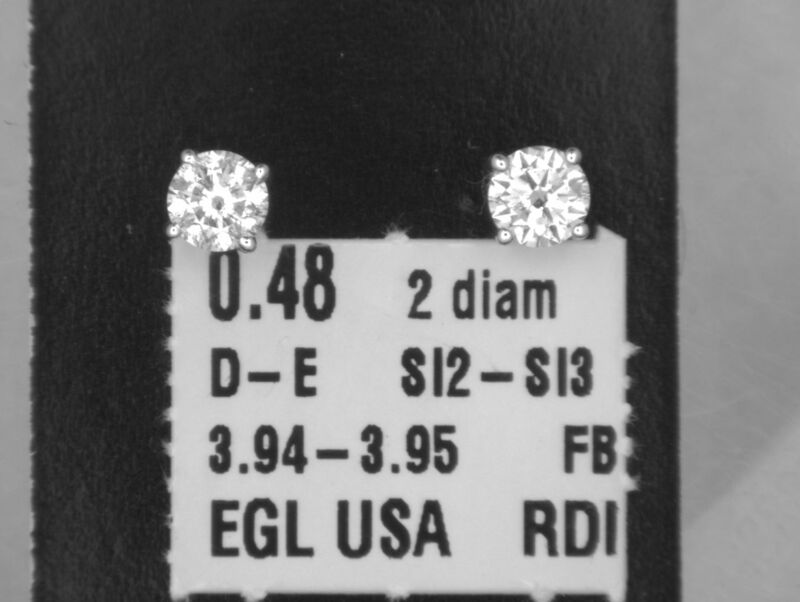 0.48 2 diam
D-E SI2-SI3
3.94-3.95 FB
EGL USA RDI